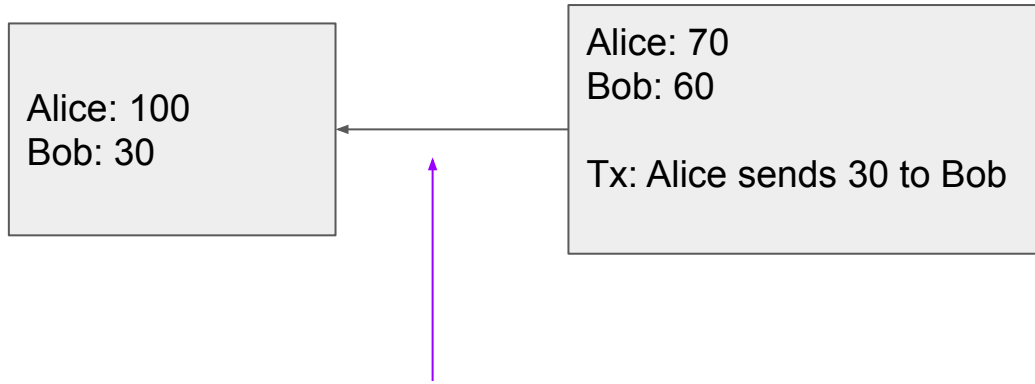 Alice: 100
Bob: 30
Alice: 70
Bob: 60
Tx: Alice sends 30 to Bob